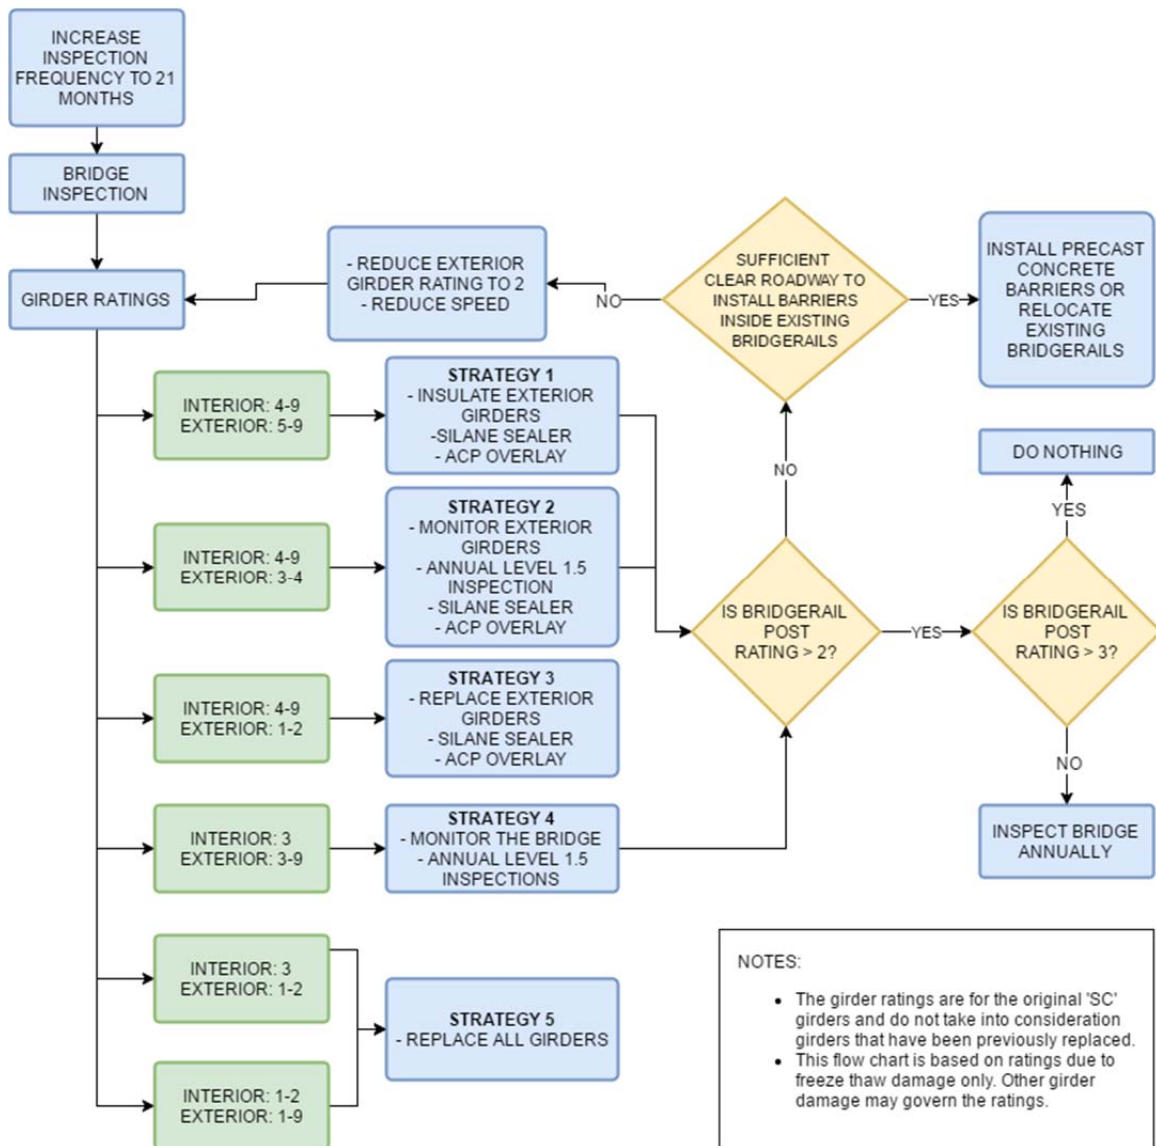 INCREASE
INSPECTION
FREQUENCY TO 21
MONTHS
BRIDGE
INSPECTION
GIRDER RATINGS
- REDUCE EXTERIOR
GIRDER RATING TO 2
- REDUCE SPEED
NO
SUFFICIENT
CLEAR ROADWAY TO
INSTALL BARRIERS
INSIDE EXISTING
BRIDGERAILS
YES
INSTALL PRECAST
CONCRETE
BARRIERS OR
RELOCATE
EXISTING
BRIDGERAILS
INTERIOR: 4-9
EXTERIOR: 5-9
STRATEGY 1
- INSULATE EXTERIOR
GIRDERS
-SILANE SEALER
- ACP OVERLAY
INTERIOR: 4-9
EXTERIOR: 3-4
STRATEGY 2
- MONITOR EXTERIOR
GIRDERS
- ANNUAL LEVEL 1.5
INSPECTION
- SILANE SEALER
- ACP OVERLAY
INTERIOR: 4-9
EXTERIOR: 1-2
STRATEGY 3
- REPLACE EXTERIOR
GIRDERS
- SILANE SEALER
- ACP OVERLAY
INTERIOR: 3
EXTERIOR: 3-9
STRATEGY 4
- MONITOR THE BRIDGE
- ANNUAL LEVEL 1.5
INSPECTIONS
INTERIOR: 3
EXTERIOR: 1-2
INTERIOR: 1-2
EXTERIOR: 1-9
STRATEGY 5
- REPLACE ALL GIRDERS
NO
IS BRIDGERAIL
POST
RATING > 2?
YES
IS BRIDGERAIL
POST
RATING > 3?
YES
DO NOTHING
NO
INSPECT BRIDGE
ANNUALLY
NOTES:
• The girder ratings are for the original 'SC'
girders and do not take into consideration
girders that have been previously replaced.
• This flow chart is based on ratings due to
freeze thaw damage only. Other girder
damage may govern the ratings.